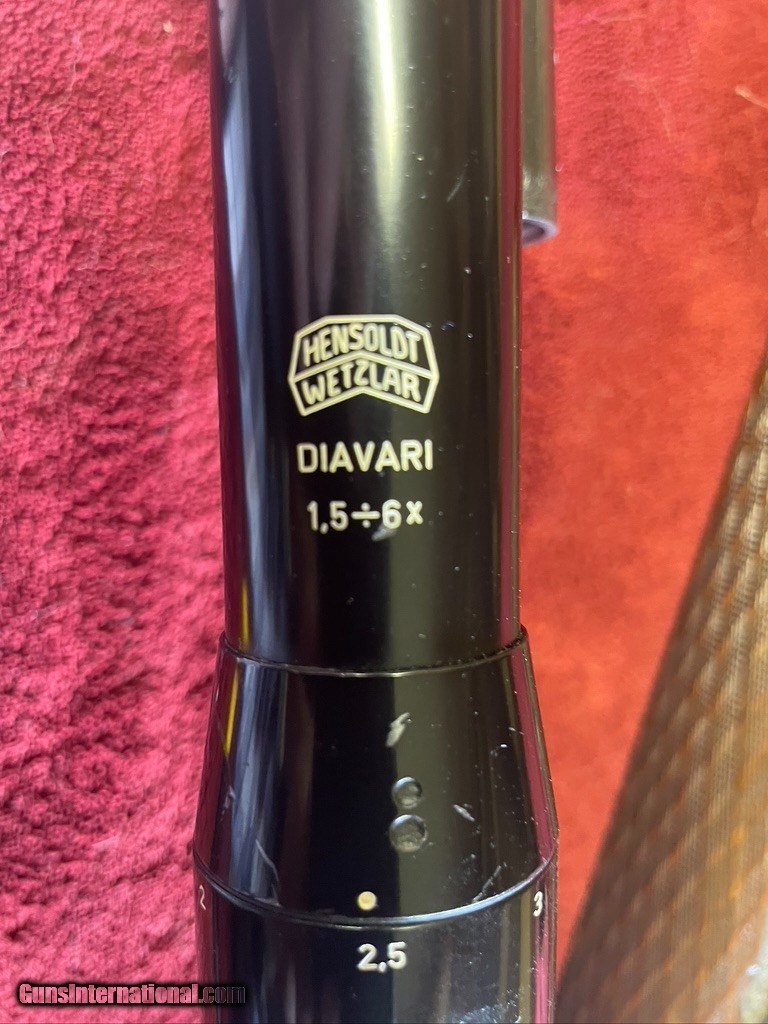 HENSOLDT
WETZLAR
DIAVARI
1,5÷6x
2
3
2,5
GunsInternational.com